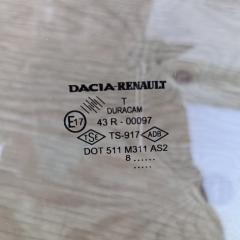 DACIA-RENAULT
T
DURACAM
E17 43 R - 00097
TSE TS-917 ADB
DOT 511 M311 AS2
8 ......
.....